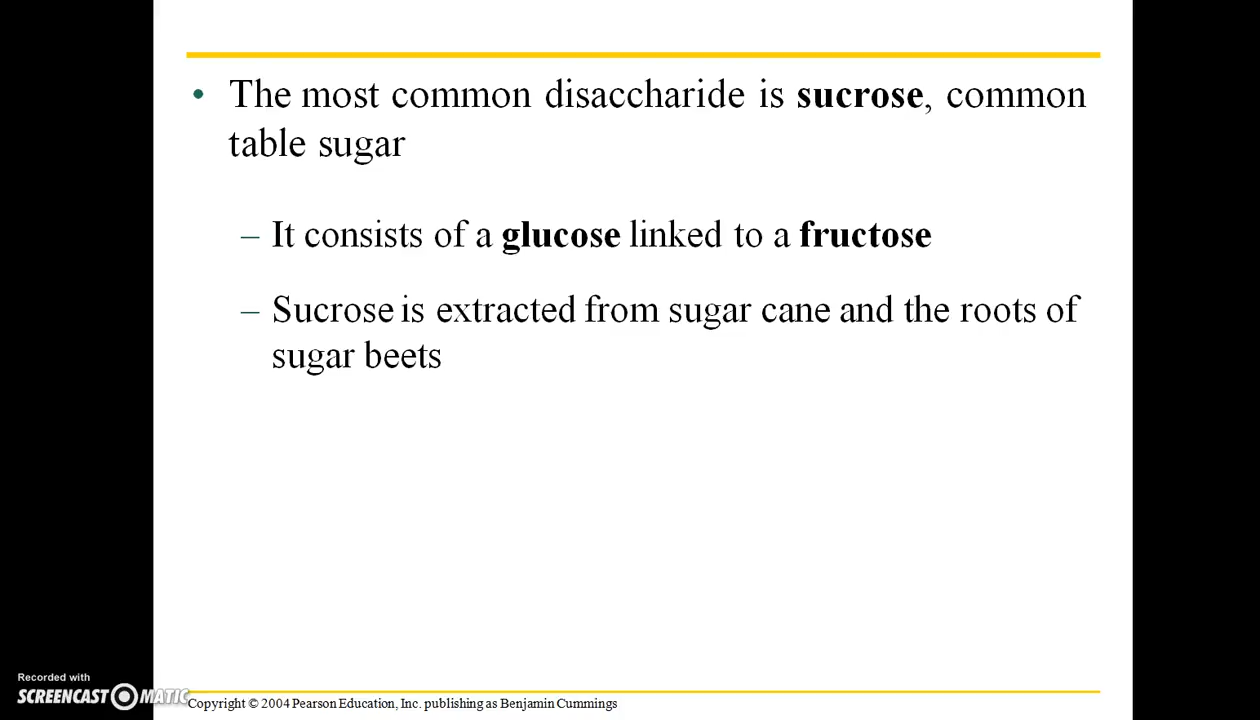 • The most common disaccharide is sucrose, common
table sugar
– It consists of a glucose linked to a fructose
– Sucrose is extracted from sugar cane and the roots of
sugar beets
Recorded with
SCREENCAST MATIC
Copyright © 2004 Pearson Education, Inc. publishing as Benjamin Cummings